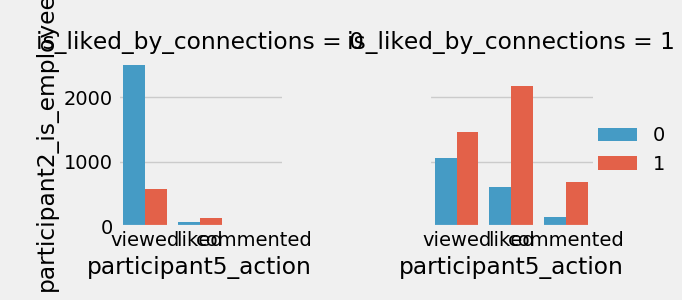 is_liked_by_connections = 0
is_liked_by_connections = 1
participant2_is_employee
2000
1000
0
viewed liked commented
viewed liked commented
participant5_action
participant5_action
0
1